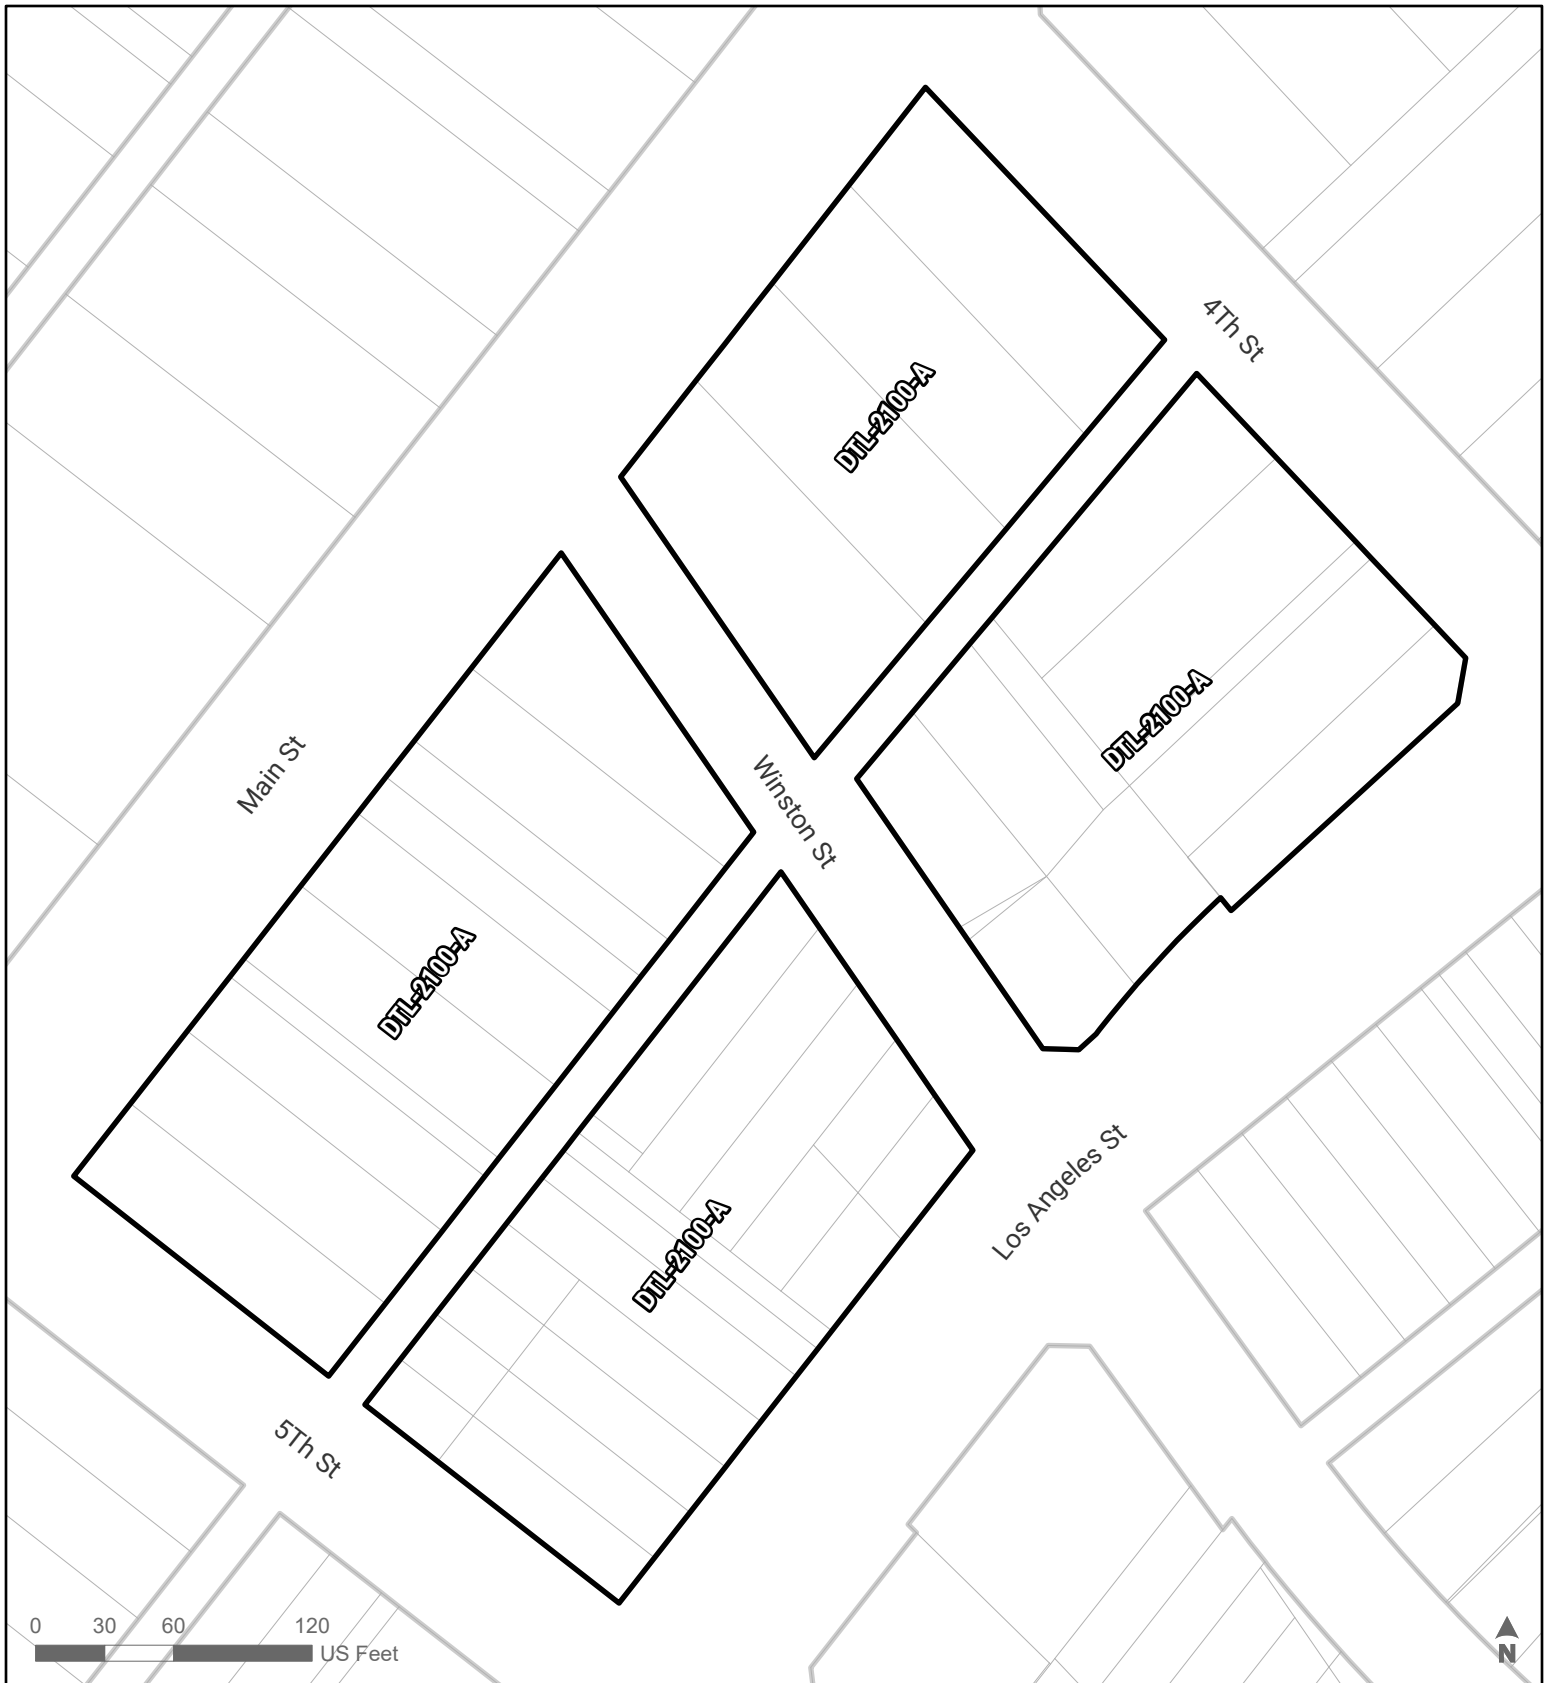 4Th St
DTL-2100-A
DTL-2100-A
Main St
Winston St
DTL-2100-A
Los Angeles St
DTL-2100-A
5Th St
0 30 60 120
US Feet
N